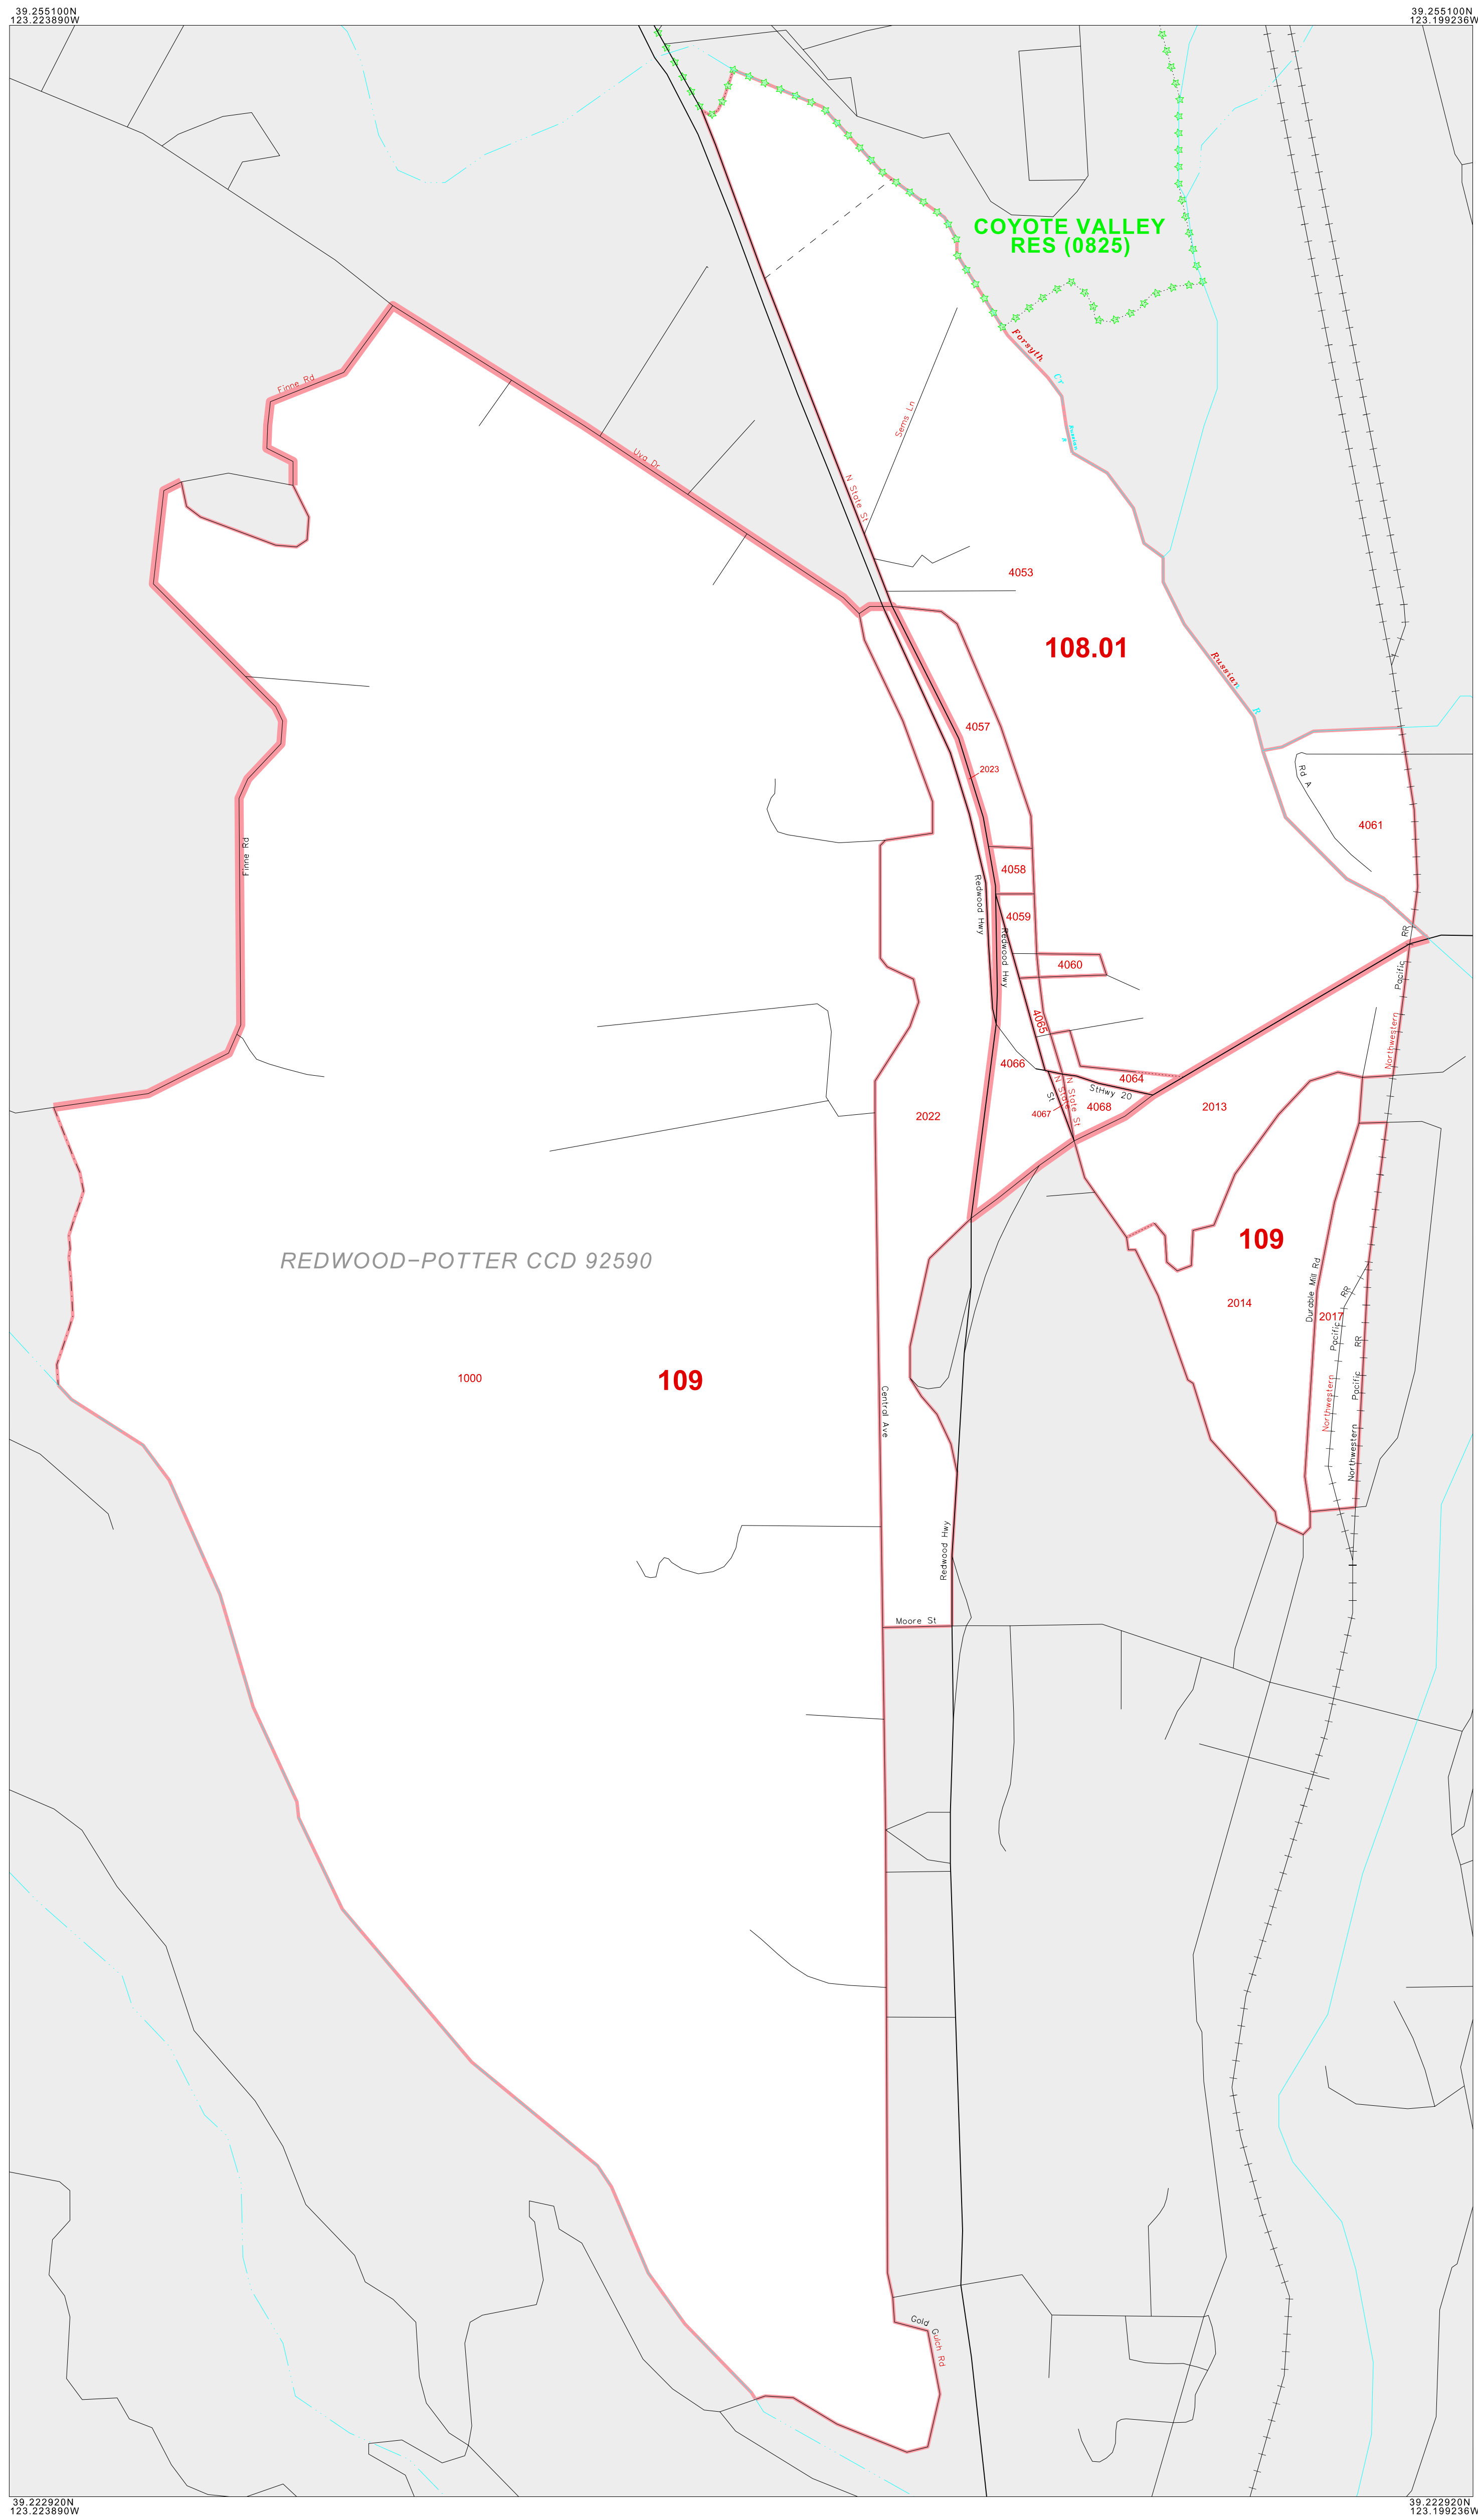 39.255100N
123.223890W
39.255100N
123.199236W
COYOTE VALLEY
RES (0825)
Forsyth
Cr
Finne Rd
Uva Dr
Sems Ln
N State St
4053
108.01
Russian
R
4057
2023
Rd A
4061
Finne Rd
4058
Redwood Hwy
4059
Redwood Hwy
RR
4060
Pacific
Northwestern
4065
4066
4064
StHwy 20
N State St
N State
St
4067
4068
2022
2013
109
REDWOOD-POTTER CCD 92590
Durable Mill Rd
2014
2017
RR
Pacific
Northwestern
RR
Pacific
Northwestern
1000
109
Central Ave
Redwood Hwy
Moore St
Gold Gulch Rd
39.222920N
123.223890W
39.222920N
123.199236W